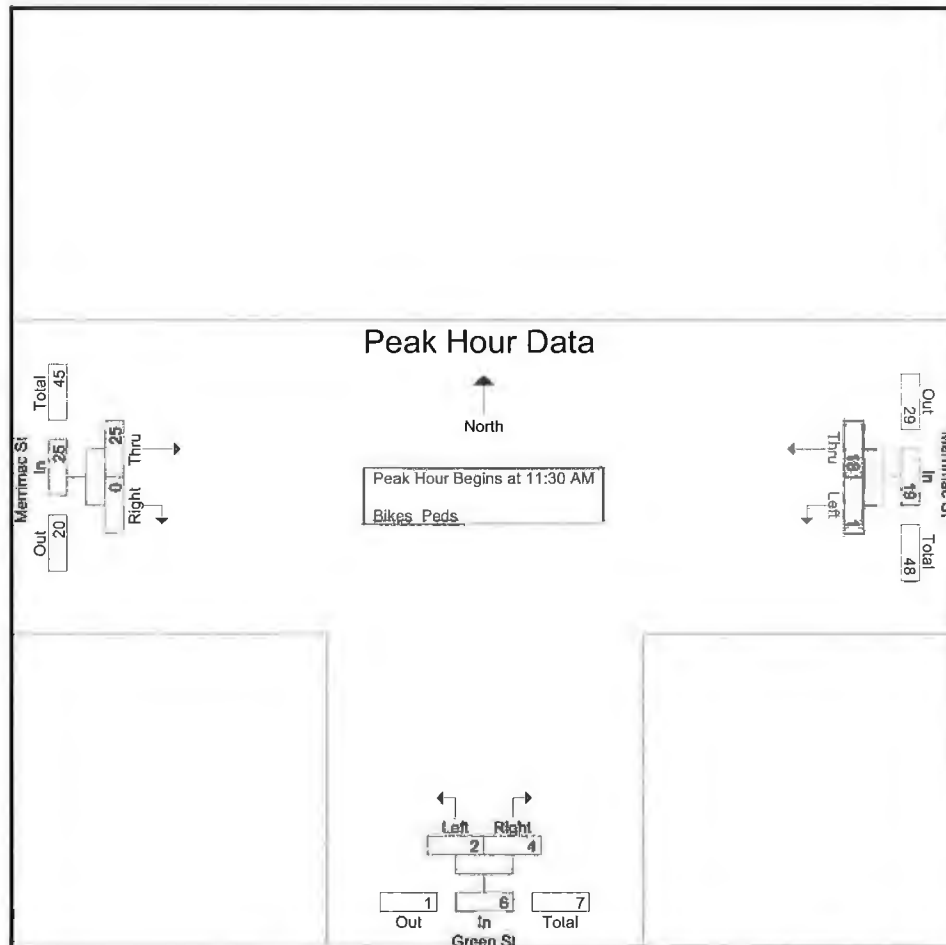 Peak Hour Data
North
Peak Hour Begins at 11:30 AM
Bikes Peds
Merrimac St
Total
45
In
25
Out
20
25
Thru
0
Right
Out
29
In
19
Total
48
Merrimac St
Thru
18
Left
1
Left
Right
2
4
1
6
7
Out
In
Total
Green St